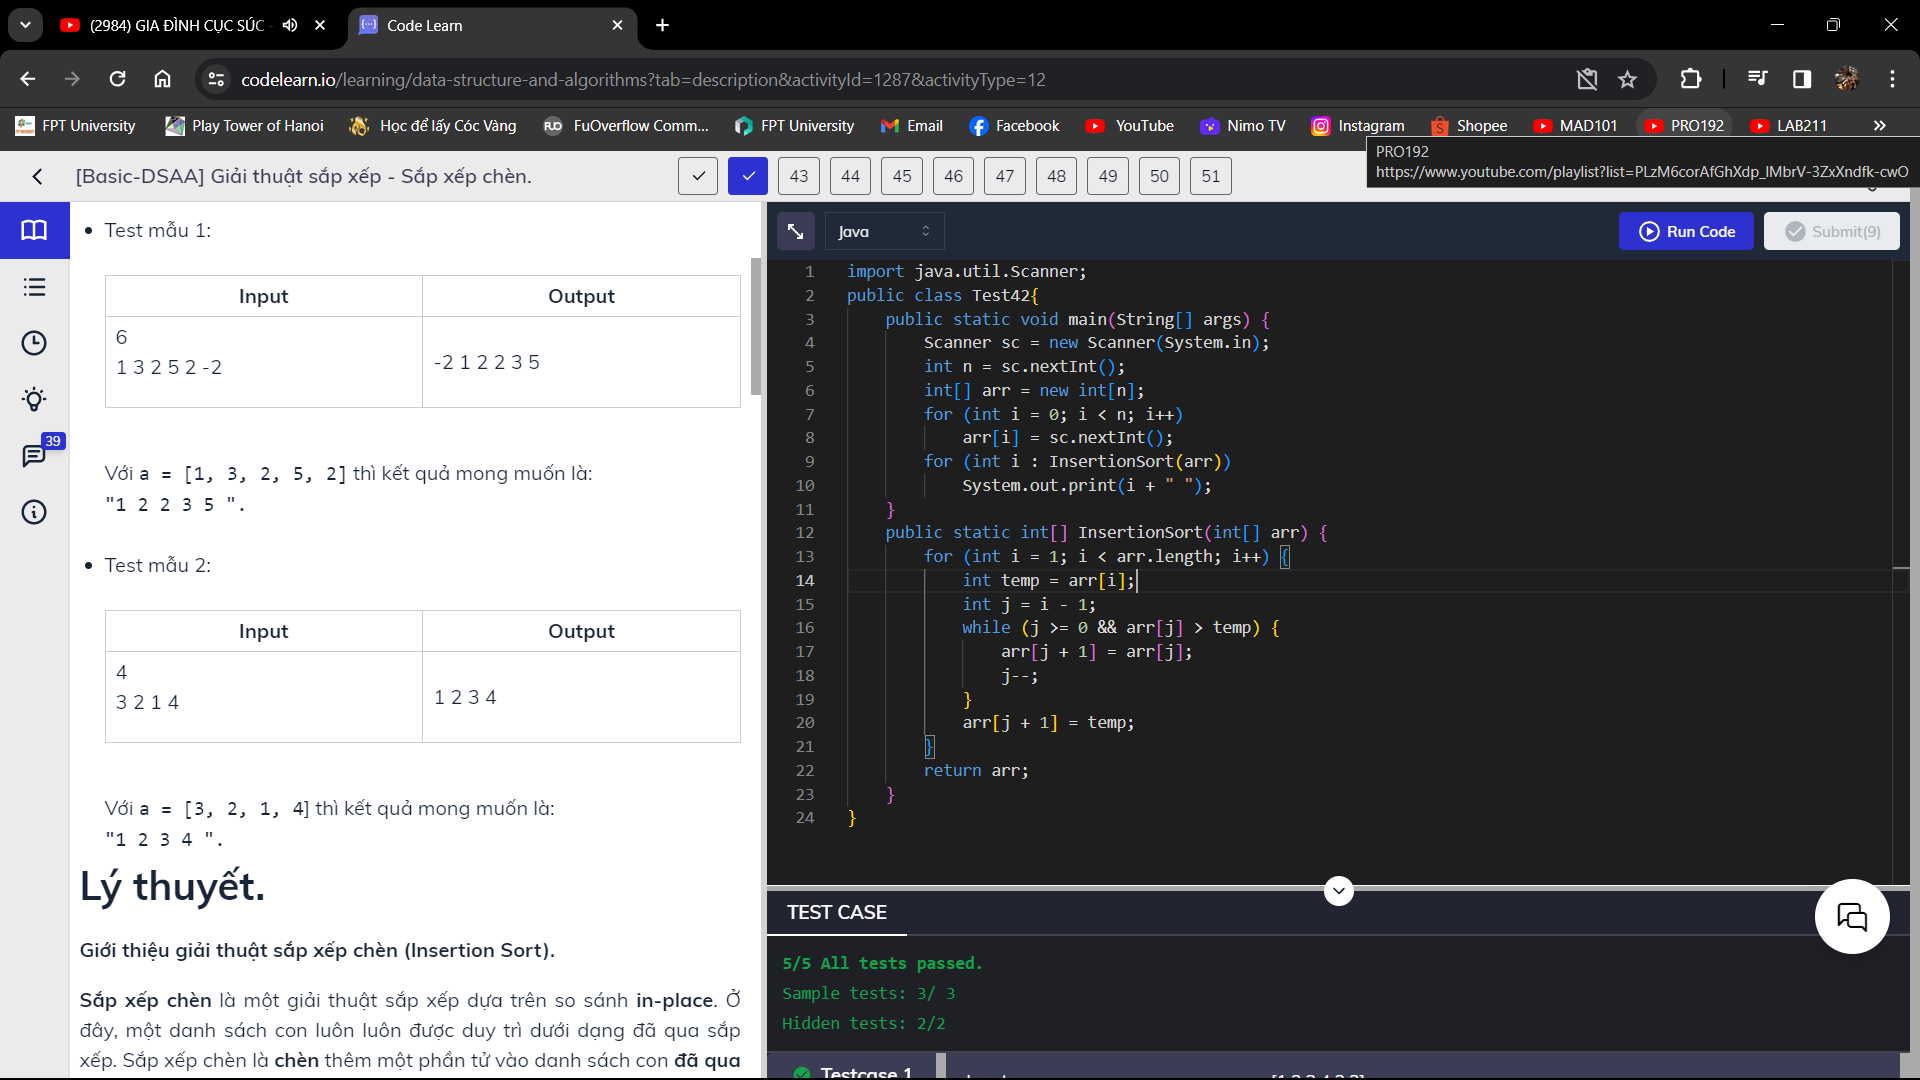 (2984) GIA ĐÌNH CỤC SÚC
Code Learn
codelearn.io/learning/data-structure-and-algorithms?tab=description&activityId=1287&activityType=12
FPT University
Play Tower of Hanoi
Học để lấy Cóc Vàng
FuOverflow Comm...
FPT University
Email
Facebook
YouTube
Nimo TV
Instagram
Shopee
MAD101
PRO192
LAB211
PRO192
https://www.youtube.com/playlist?list=PLzM6corAfGhXdp_lMbrV-3ZxXndfk-cwO
[Basic-DSAA] Giải thuật sắp xếp - Sắp xếp chèn.
43 44 45 46 47 48 49 50 51
39
Test mẫu 1:
Input Output
6
1 3 2 5 2 -2
-2 1 2 2 3 5
Với a = [1, 3, 2, 5, 2] thì kết quả mong muốn là:
"1 2 2 3 5 ".
Test mẫu 2:
Input Output
4
3 2 1 4
1 2 3 4
Với a = [3, 2, 1, 4] thì kết quả mong muốn là:
"1 2 3 4 ".
Lý thuyết.
Giới thiệu giải thuật sắp xếp chèn (Insertion Sort).
Sắp xếp chèn là một giải thuật sắp xếp dựa trên so sánh in-place. Ở
đây, một danh sách con luôn luôn được duy trì dưới dạng đã qua sắp
xếp. Sắp xếp chèn là chèn thêm một phần tử vào danh sách con đã qua
Java
Run Code
Submit(9)
1 import java.util.Scanner;
2 public class Test42{
3 public static void main(String[] args) {
4 Scanner sc = new Scanner(System.in);
5 int n = sc.nextInt();
6 int[] arr = new int[n];
7 for (int i = 0; i < n; i++)
8 arr[i] = sc.nextInt();
9 for (int i : InsertionSort(arr))
10 System.out.print(i + " ");
11 }
12 public static int[] InsertionSort(int[] arr) {
13 for (int i = 1; i < arr.length; i++) {
14 int temp = arr[i];
15 int j = i - 1;
16 while (j >= 0 && arr[j] > temp) {
17 arr[j + 1] = arr[j];
18 j--;
19 }
20 arr[j + 1] = temp;
21 }
22 return arr;
23 }
24 }
TEST CASE
5/5 All tests passed.
Sample tests: 3/ 3
Hidden tests: 2/2
Testcase 1